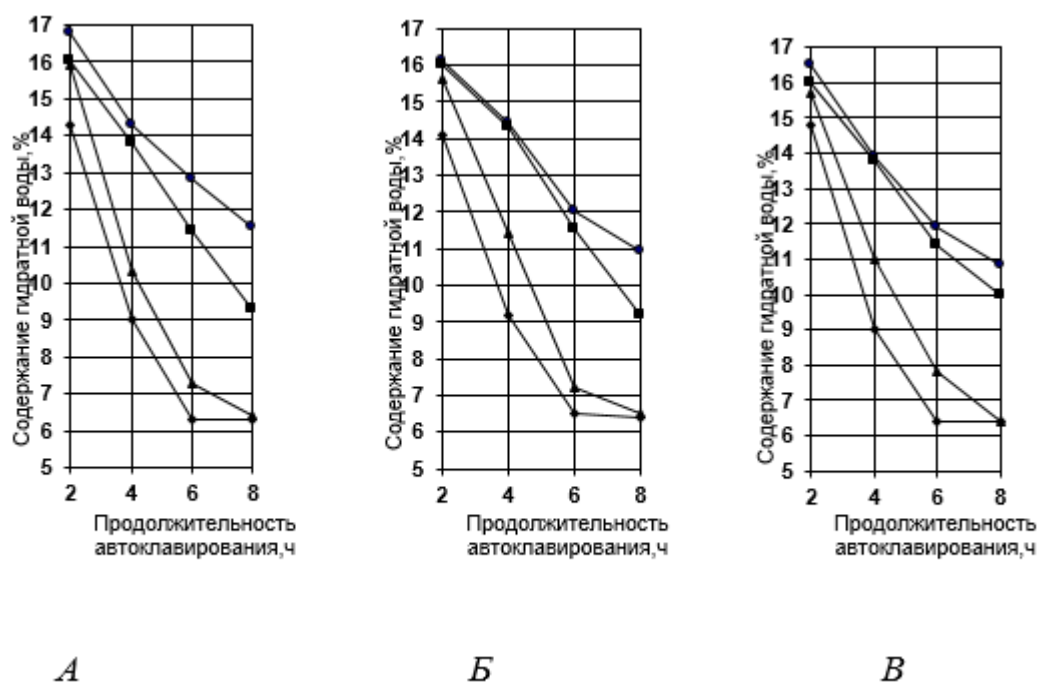 Содержание гидратной воды,%
17
16
15
14
13
12
11
10
9
8
7
6
5
2 4 6 8
Продолжительность
автоклавирования,ч
А
Содержание гидратной воды,%
17
16
15
14
13
12
11
10
9
8
7
6
5
2 4 6 8
Продолжительность
автоклавирования,ч
Б
Содержание гидратной воды,%
17
16
15
14
13
12
11
10
9
8
7
6
5
2 4 6 8
Продолжительность
автоклавирования,ч
В